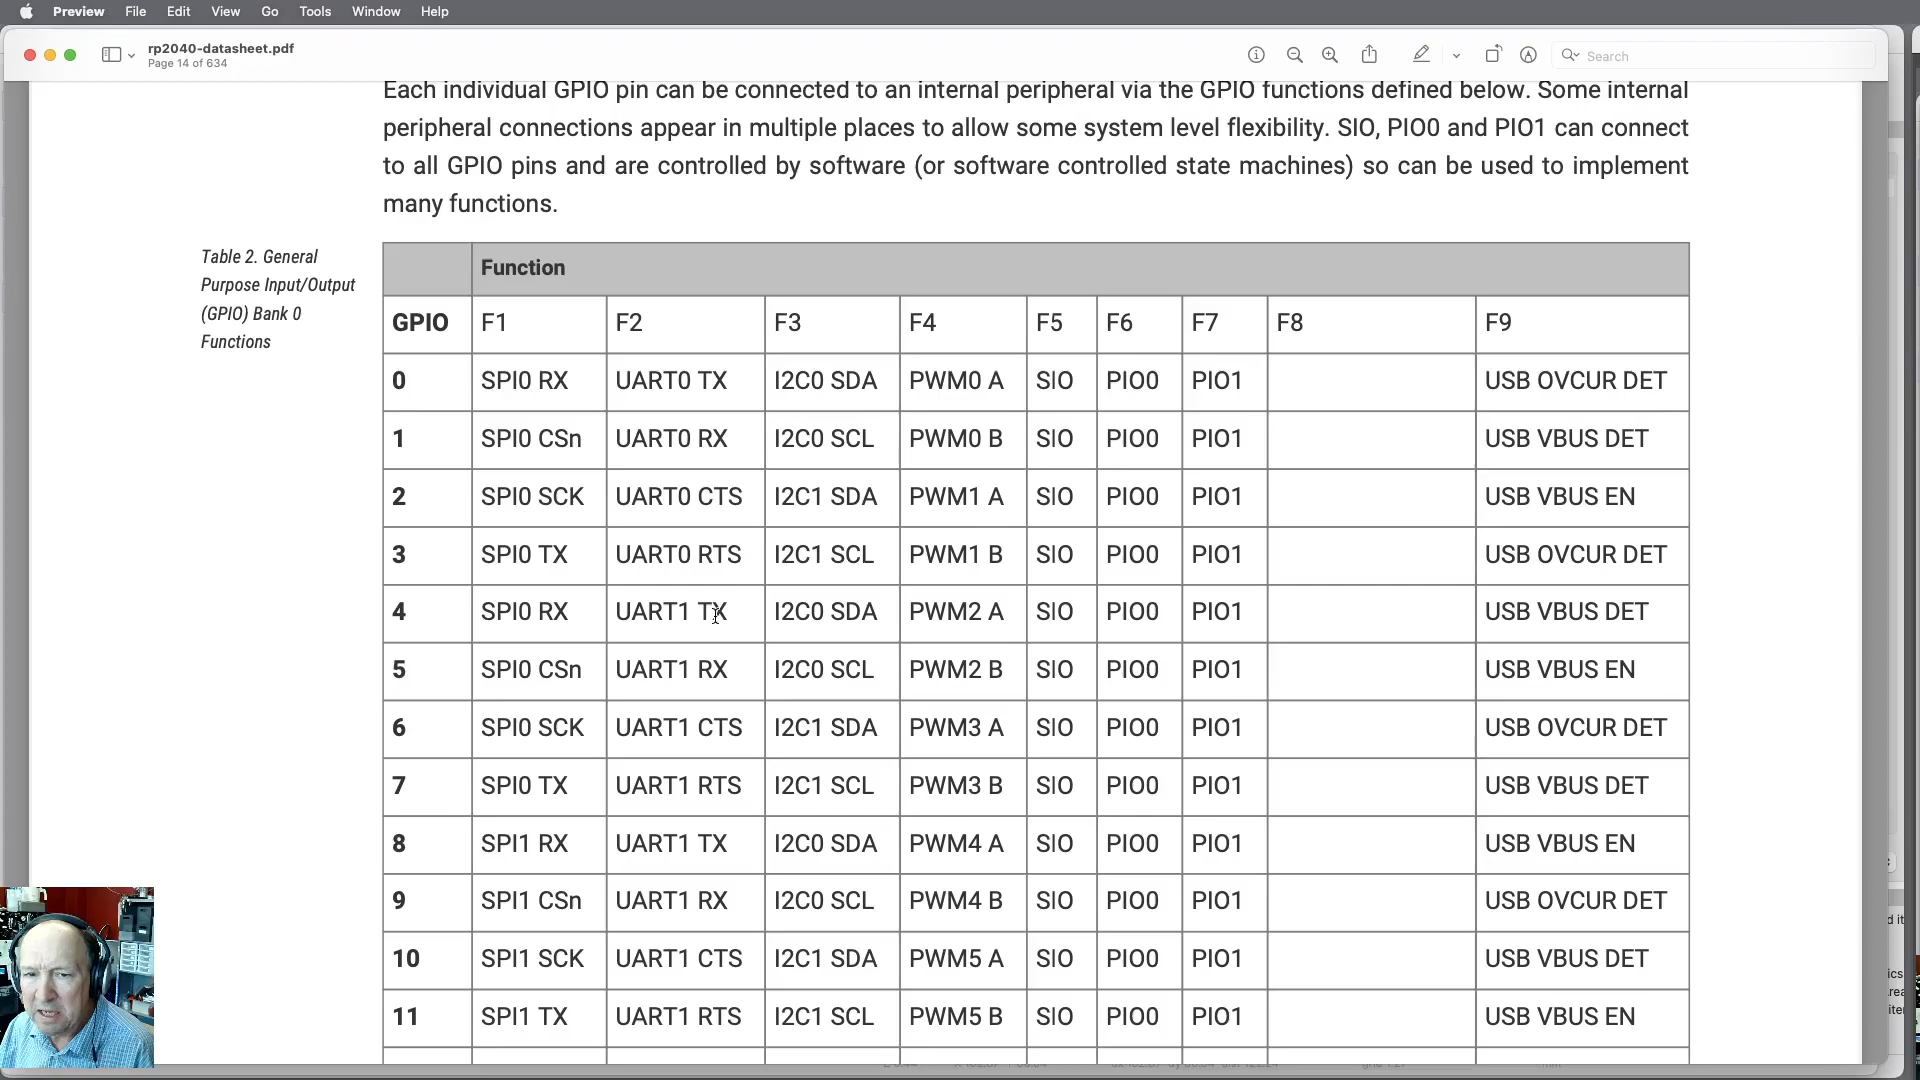 Preview File Edit View Go Tools Window Help
rp2040-datasheet.pdf
Page 14 of 634
Search
Each individual GPIO pin can be connected to an internal peripheral via the GPIO functions defined below. Some internal
peripheral connections appear in multiple places to allow some system level flexibility. SIO, PIO0 and PIO1 can connect
to all GPIO pins and are controlled by software (or software controlled state machines) so can be used to implement
many functions.
Table 2. General
Purpose Input/Output
(GPIO) Bank 0
Functions
Function
GPIO F1 F2 F3 F4 F5 F6 F7 F8 F9
0 SPI0 RX UART0 TX I2C0 SDA PWM0 A SIO PIO0 PIO1 USB OVCUR DET
1 SPI0 CSn UART0 RX I2C0 SCL PWM0 B SIO PIO0 PIO1 USB VBUS DET
2 SPI0 SCK UART0 CTS I2C1 SDA PWM1 A SIO PIO0 PIO1 USB VBUS EN
3 SPI0 TX UART0 RTS I2C1 SCL PWM1 B SIO PIO0 PIO1 USB OVCUR DET
4 SPI0 RX UART1 TX I2C0 SDA PWM2 A SIO PIO0 PIO1 USB VBUS DET
5 SPI0 CSn UART1 RX I2C0 SCL PWM2 B SIO PIO0 PIO1 USB VBUS EN
6 SPI0 SCK UART1 CTS I2C1 SDA PWM3 A SIO PIO0 PIO1 USB OVCUR DET
7 SPI0 TX UART1 RTS I2C1 SCL PWM3 B SIO PIO0 PIO1 USB VBUS DET
8 SPI1 RX UART1 TX I2C0 SDA PWM4 A SIO PIO0 PIO1 USB VBUS EN
9 SPI1 CSn UART1 RX I2C0 SCL PWM4 B SIO PIO0 PIO1 USB OVCUR DET
10 SPI1 SCK UART1 CTS I2C1 SDA PWM5 A SIO PIO0 PIO1 USB VBUS DET
11 SPI1 TX UART1 RTS I2C1 SCL PWM5 B SIO PIO0 PIO1 USB VBUS EN